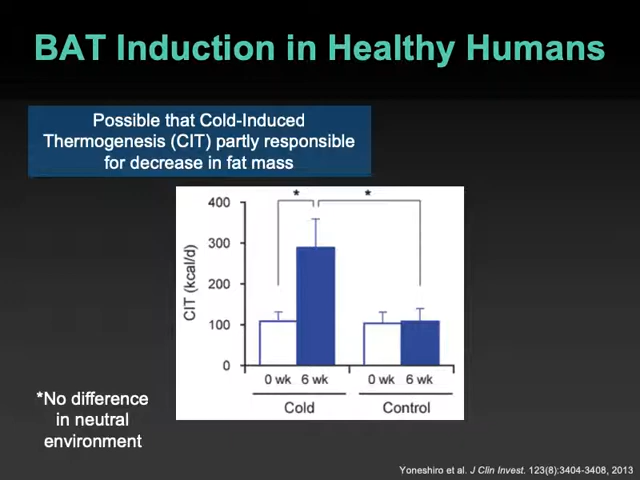 BAT Induction in Healthy Humans
Possible that Cold-Induced
Thermogenesis (CIT) partly responsible
for decrease in fat mass
* *
400
300
200
100
0
CIT (kcal/d)
0 wk 6 wk 0 wk 6 wk
Cold Control
*No difference
in neutral
environment
Yoneshiro et al. J Clin Invest. 123(8):3404-3408, 2013